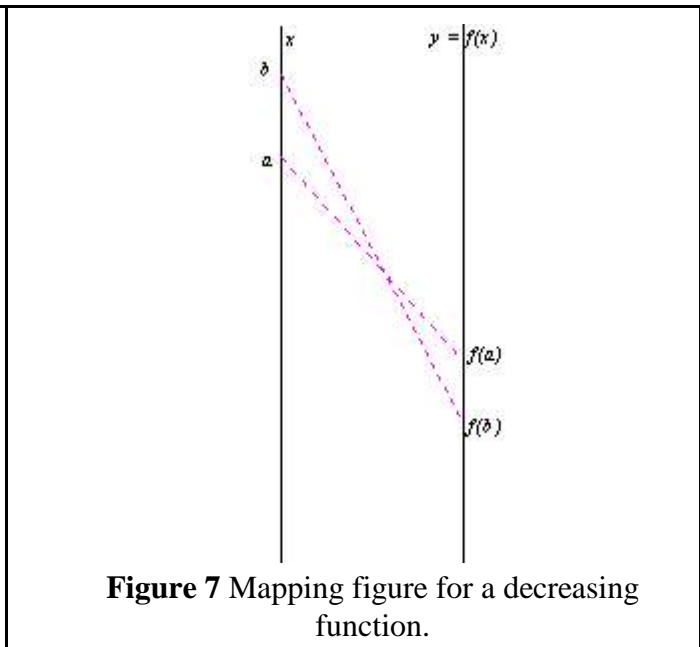 x
y = f(x)
b
a
f(a)
f(b)
Figure 7 Mapping figure for a decreasing
function.